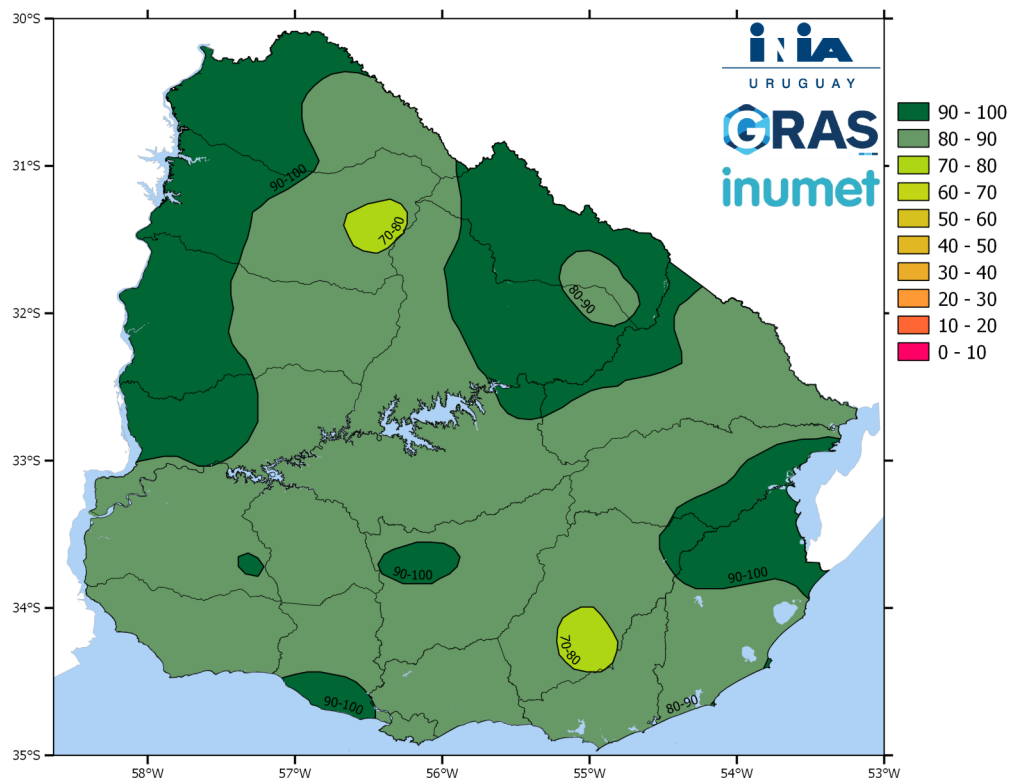 30°S
31°S
32°S
33°S
34°S
35°S
58°W
57°W
56°W
55°W
54°W
53°W
iNiA
URUGUAY
GRAS
inumet
90 - 100
80 - 90
70 - 80
60 - 70
50 - 60
40 - 50
30 - 40
20 - 30
10 - 20
0 - 10
90-100
70-80
80-90
90-100
90-100
70-80
90-100
80-90